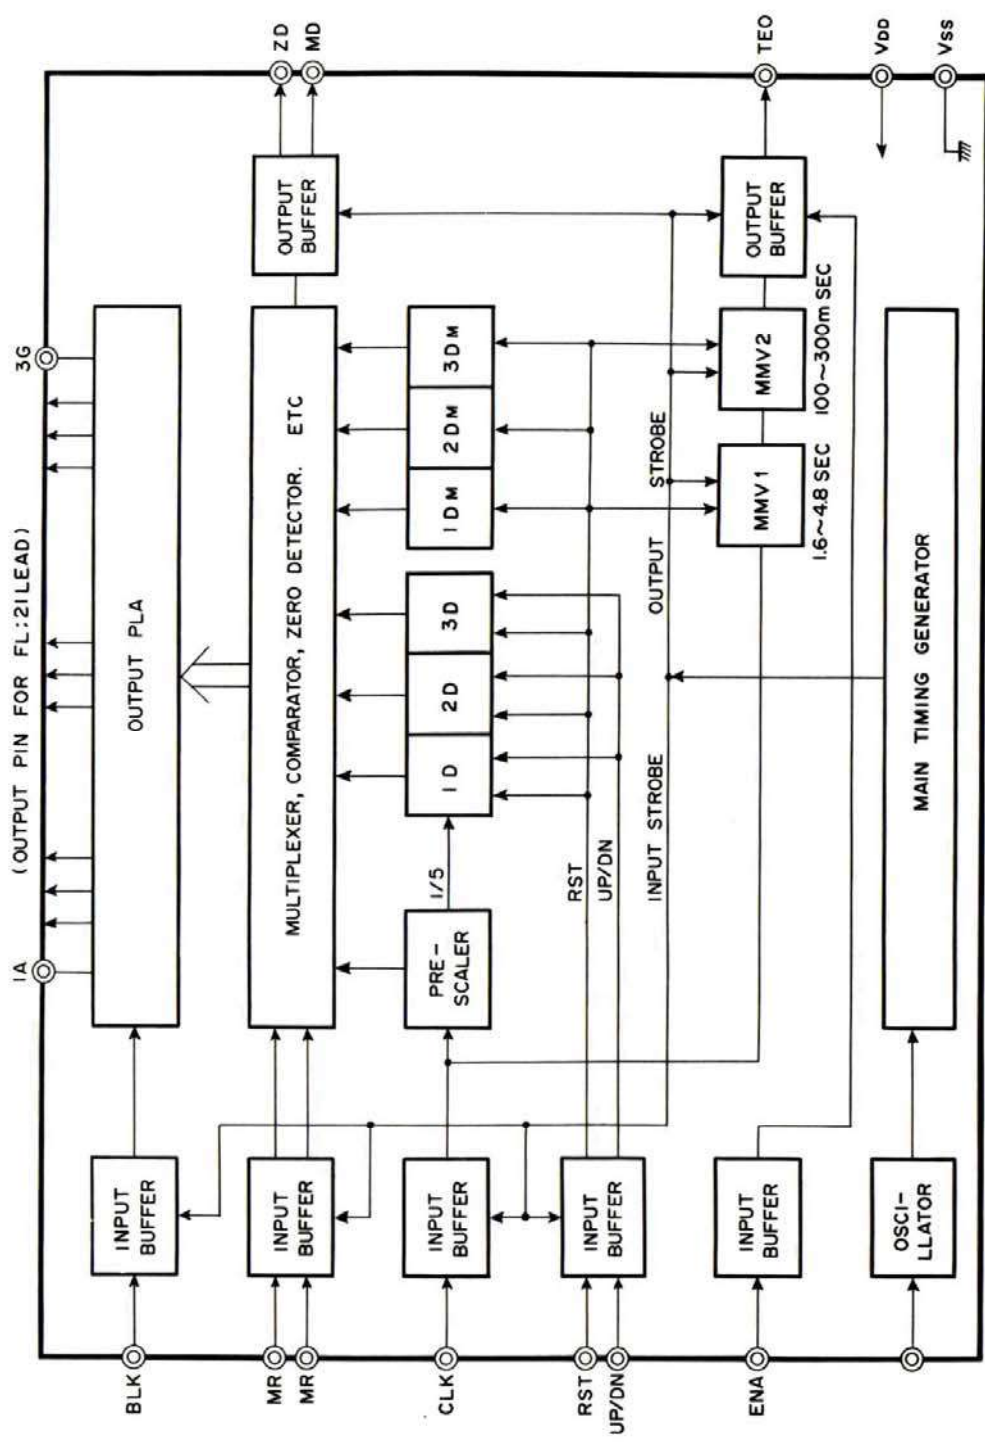 1A (OUTPUT PIN FOR FL:21LEAD) 3G
BLK
INPUT
BUFFER
OUTPUT PLA
MR
MR
INPUT
BUFFER
MULTIPLEXER, COMPARATOR, ZERO DETECTOR. ETC
OUTPUT
BUFFER
ZD
MD
CLK
INPUT
BUFFER
PRE-
SCALER
1/5
1D
2D
3D
1DM
2DM
3DM
RST
UP/DN
INPUT
BUFFER
RST
UP/DN
INPUT STROBE
OUTPUT STROBE
ENA
INPUT
BUFFER
MMV1
1.6~4.8 SEC
MMV2
100~300m SEC
OUTPUT
BUFFER
TEO
OSCI-
LLATOR
MAIN TIMING GENERATOR
VDD
VSS